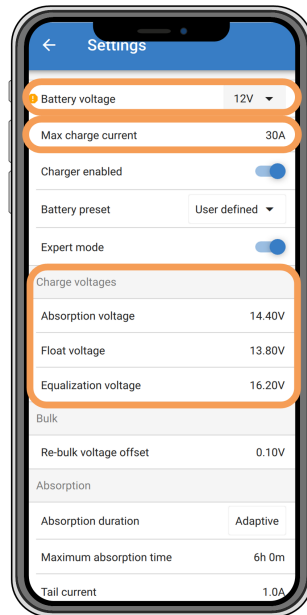 Settings
Battery voltage 12V
Max charge current 30A
Charger enabled
Battery preset User defined
Expert mode
Charge voltages
Absorption voltage 14.40V
Float voltage 13.80V
Equalization voltage 16.20V
Bulk
Re-bulk voltage offset 0.10V
Absorption
Absorption duration Adaptive
Maximum absorption time 6h 0m
Tail current 1.0A